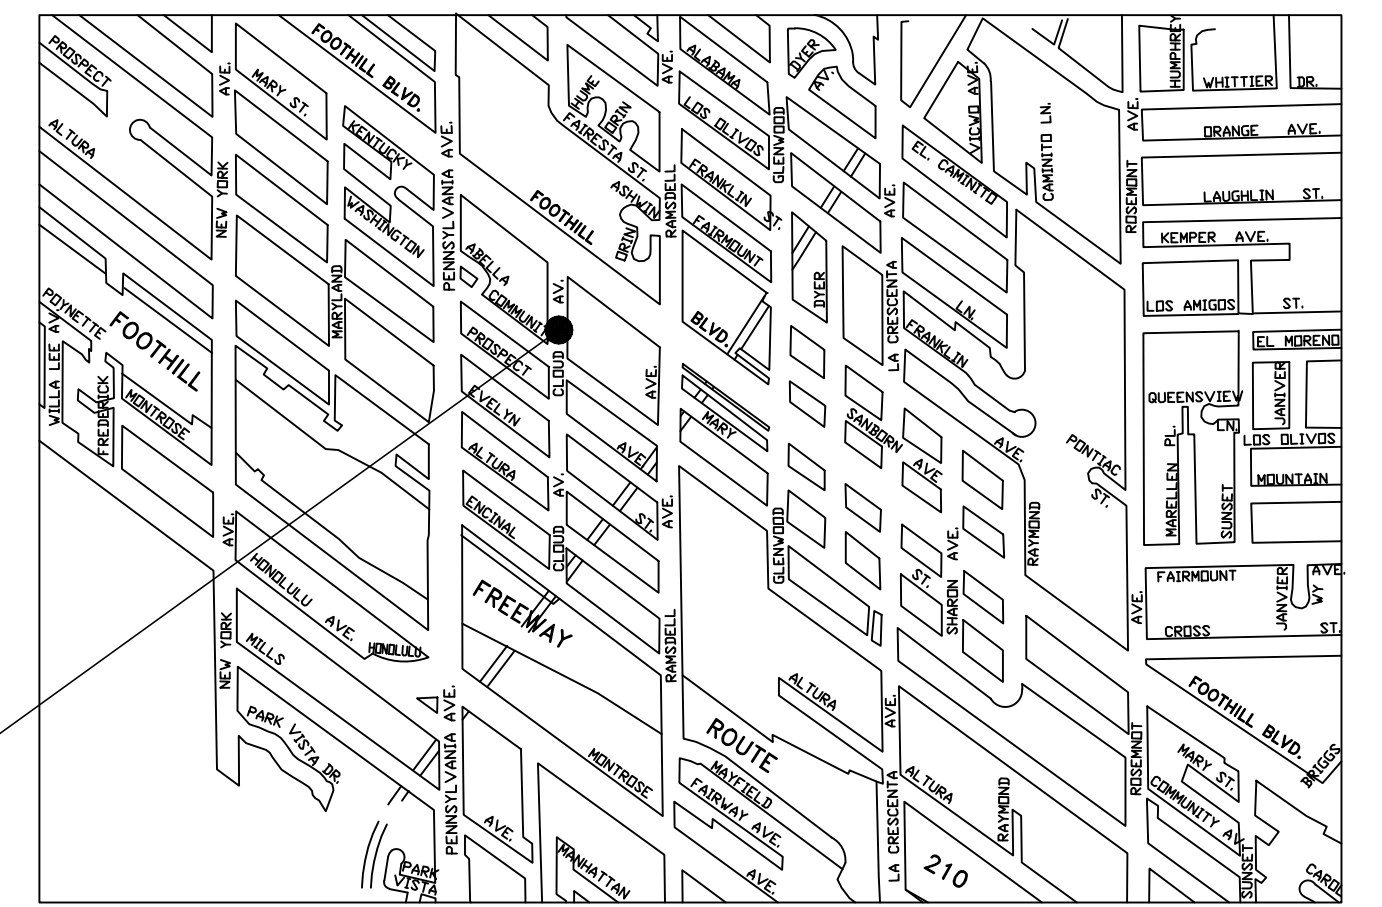 PROSPECT
ALTURA
AVE.
MARY ST.
FOOTHILL BLVD.
KENTUCKY
WASHINGTON
NEW YORK
PENNSYLVANIA AVE.
MARYLAND
HUME
ORIN
FAIRESTA ST.
ASHWIN
ORIN
FOOTHILL
RAMSDELL
AVE.
ALABAMA
LOS OLIVOS
FRANKLIN ST.
FAIRMOUNT
GLENWOOD
DYER
AV.
DYER
VICWO AVE.
CAMINITO LN.
EL. CAMINITO
AVE.
LA CRESCENTA
LN.
FRANKLIN
AVE.
ROSEMONT
HUMPHREY
WHITTIER DR.
ORANGE AVE.
LAUGHLIN ST.
KEMPER AVE.
LOS AMIGOS ST.
EL MORENO
QUEENSVIEW
LN.
JANIVER
LOS OLIVOS
MOUNTAIN
MARELLEN PL.
SUNSET
FAIRMOUNT AVE.
JANVIER
WY
CROSS ST.
POYNETTE
FOOTHILL
WILLA LEE AV
FREDERICK
MONTROSE
ABELLA
COMMUNI
AV.
CLOUD
PROSPECT
EVELYN
ALTURA
ENCINAL
AV.
CLOUD
AVE.
AVE.
ST.
AVE.
BLVD.
MARY
SANBORN AVE
AVE.
PONTIAC
ST.
RAYMOND
AVE.
SHARON
ST.
GLENWOOD
AVE.
HONOLULU AVE.
HONOLULU
NEW YORK
MILLS
PARK VISTA DR.
FREEWAY
RAMSDELL
PENNSYLVANIA AVE.
MONTROSE
AVE.
MANHATTAN
PARK
VISTA
ROUTE
MAYFIELD
FAIRWAY AVE.
AVE.
ALTURA
AVE.
LA CRESCENTA
ALTURA
RAYMOND
210
AVE.
ROSEMNOT
FOOTHILL BLVD.
BRIGGS
MARY ST.
COMMUNITY AV
SUNSET
CAROL